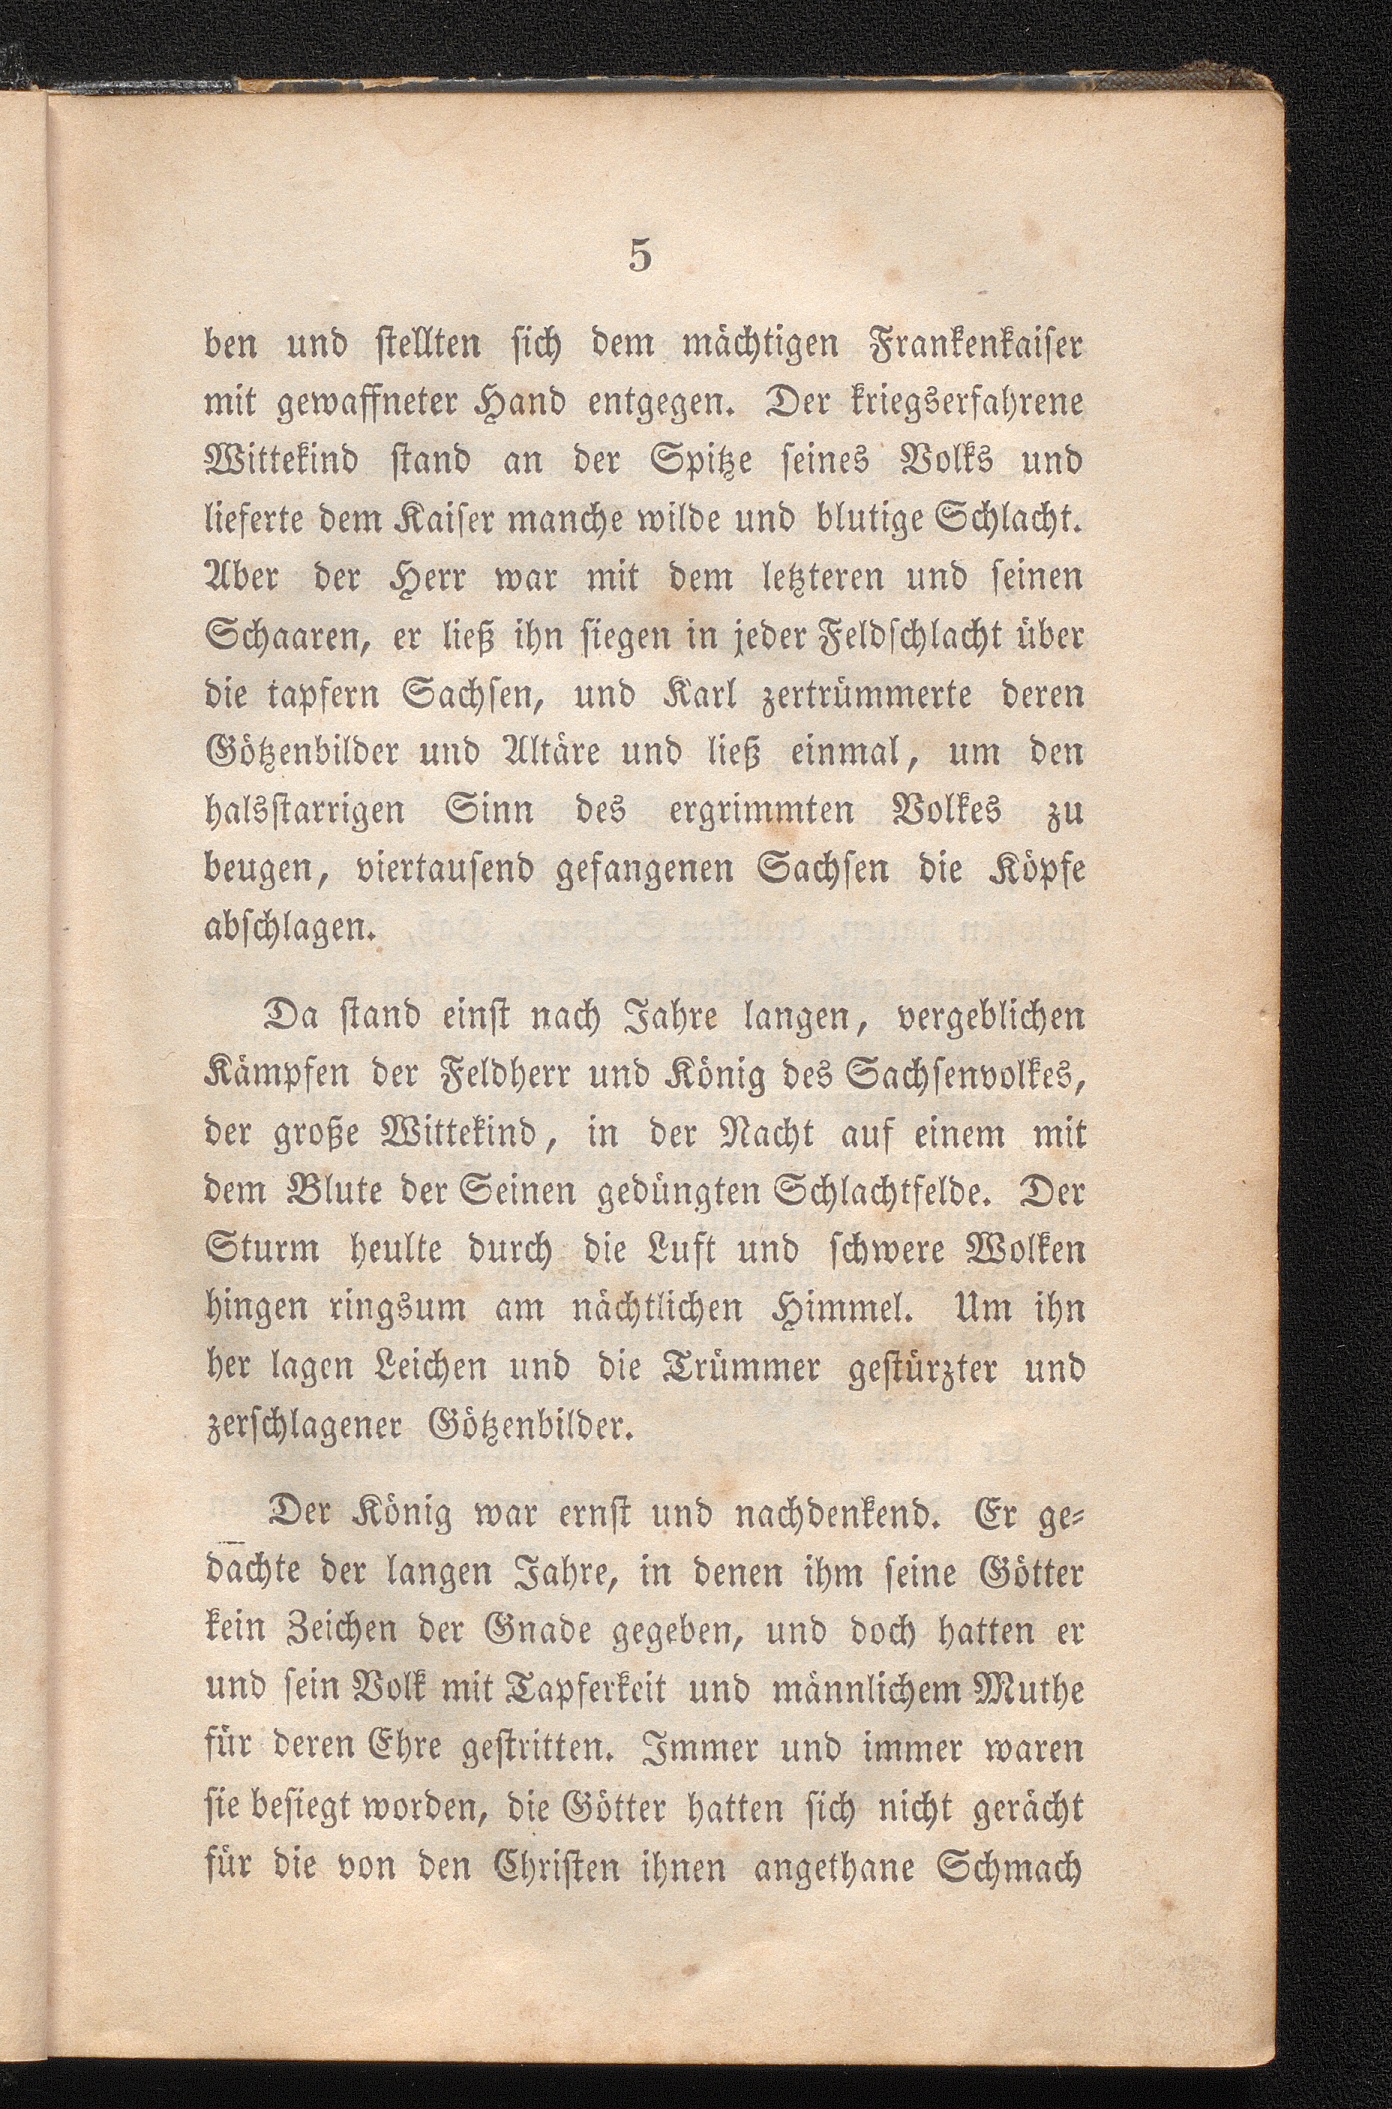 5
ben und stellten sich dem mächtigen Frankenkaiser
mit gewaffneter Hand entgegen. Der kriegserfahrene
Wittekind stand an der Spitze seines Volks und
lieferte dem Kaiser manche wilde und blutige Schlacht.
Aber der Herr war mit dem letzteren und seinen
Schaaren, er ließ ihn siegen in jeder Feldschlacht über
die tapfern Sachsen, und Karl zertrümmerte deren
Götzenbilder und Altäre und ließ einmal, um den
halsstarrigen Sinn des ergrimmten Volkes zu
beugen, viertausend gefangenen Sachsen die Köpfe
abschlagen.
Da stand einst nach Jahre langen, vergeblichen
Kämpfen der Feldherr und König des Sachsenvolkes,
der große Wittekind, in der Nacht auf einem mit
dem Blute der Seinen gedüngten Schlachtfelde. Der
Sturm heulte durch die Luft und schwere Wolken
hingen ringsum am nächtlichen Himmel. Um ihn
her lagen Leichen und die Trümmer gestürzter und
zerschlagener Götzenbilder.
Der König war ernst und nachdenkend. Er ge-
dachte der langen Jahre, in denen ihm seine Götter
kein Zeichen der Gnade gegeben, und doch hatten er
und sein Volk mit Tapferkeit und männlichem Muthe
für deren Ehre gestritten. Immer und immer waren
sie besiegt worden, die Götter hatten sich nicht gerächt
für die von den Christen ihnen angethane Schmach